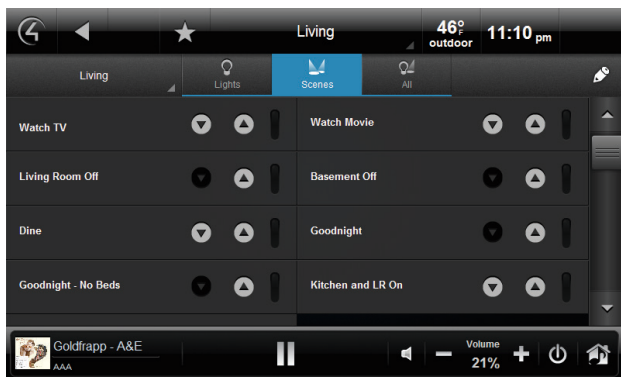 Living
46°F
outdoor
11:10 pm
Living
Lights
Scenes
All
Watch TV
Watch Movie
Living Room Off
Basement Off
Dine
Goodnight
Goodnight - No Beds
Kitchen and LR On
Goldfrapp - A&E
AAA
Volume
21%